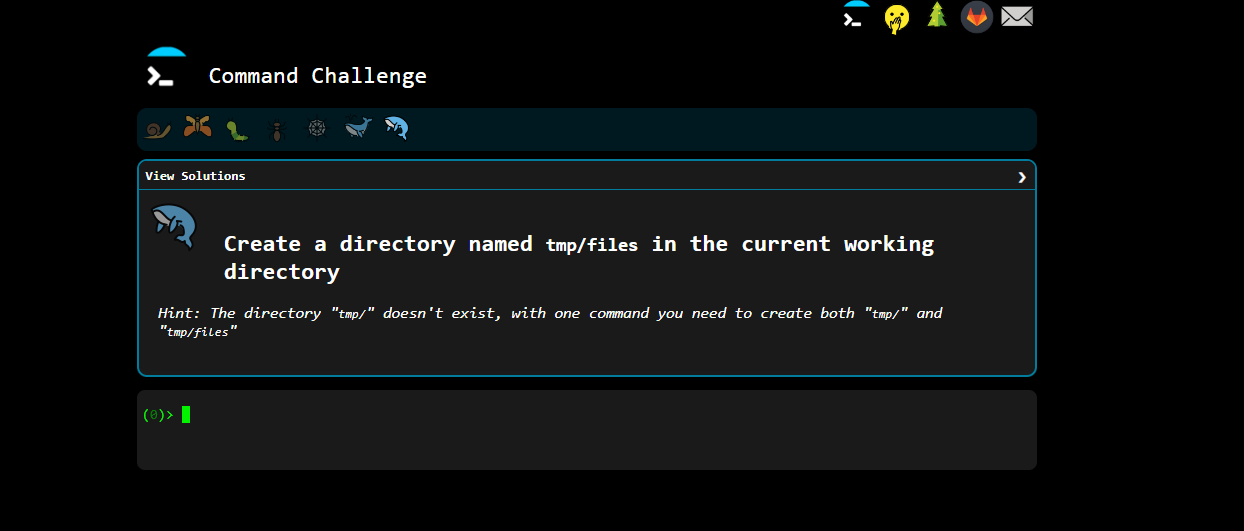 Command Challenge
View Solutions ❯
Create a directory named tmp/files in the current working
directory
Hint: The directory "tmp/" doesn't exist, with one command you need to create both "tmp/" and
"tmp/files"
(0)>